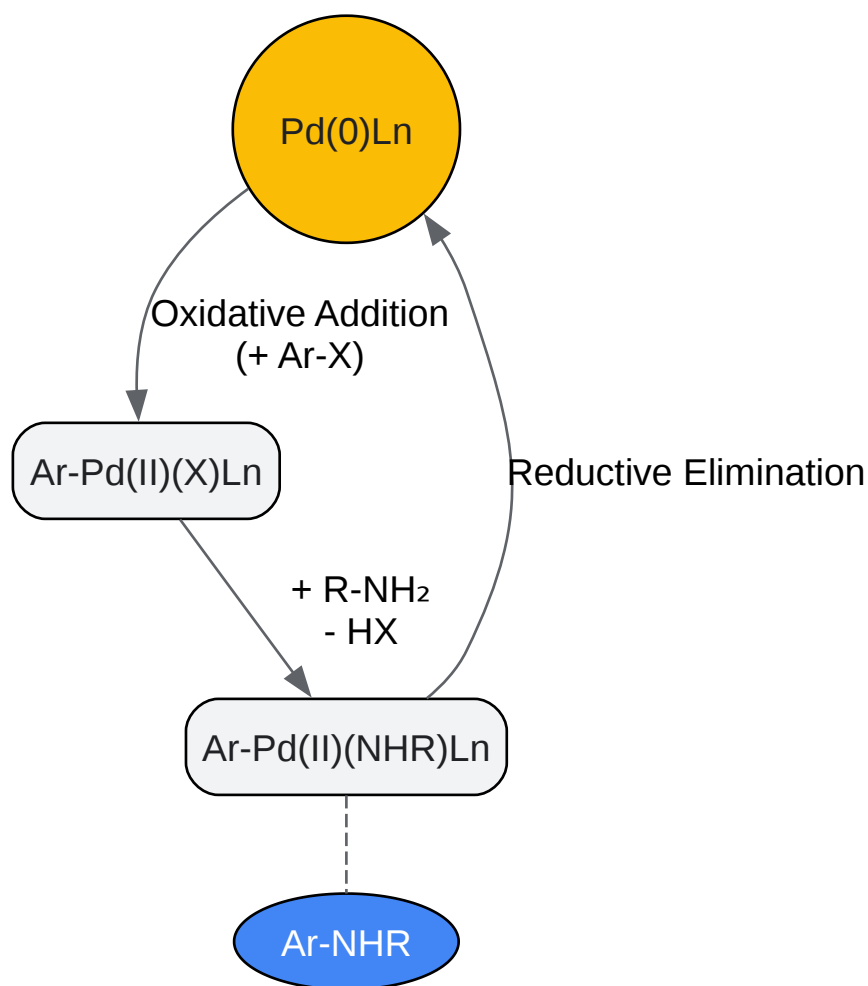 Pd(0)Ln
Oxidative Addition
(+ Ar-X)
Ar-Pd(II)(X)Ln
Reductive Elimination
+ R-NH₂
- HX
Ar-Pd(II)(NHR)Ln
Ar-NHR